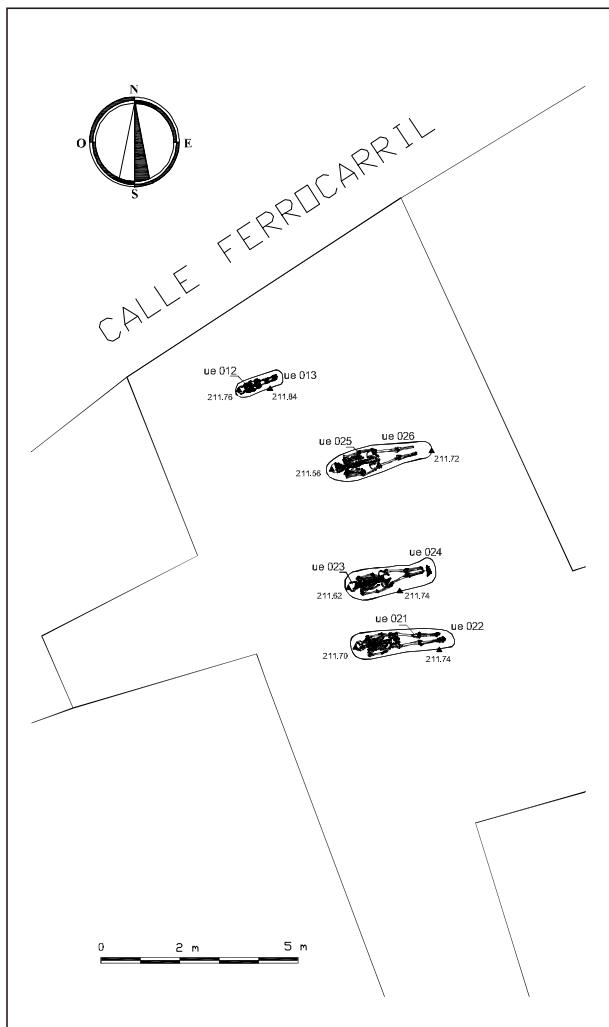 N
O E
S
CALLE FERROCARRIL
ue 012 ue 013
211.76 211.84
ue 025 ue 026
211.56 211.72
ue 023 ue 024
211.62 211.74
ue 021 ue 022
211.70 211.74
0 2 m 5 m